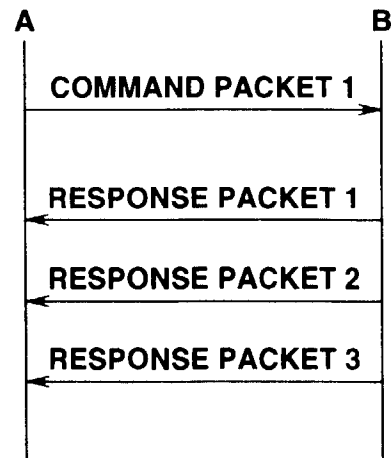 A B
COMMAND PACKET 1
RESPONSE PACKET 1
RESPONSE PACKET 2
RESPONSE PACKET 3